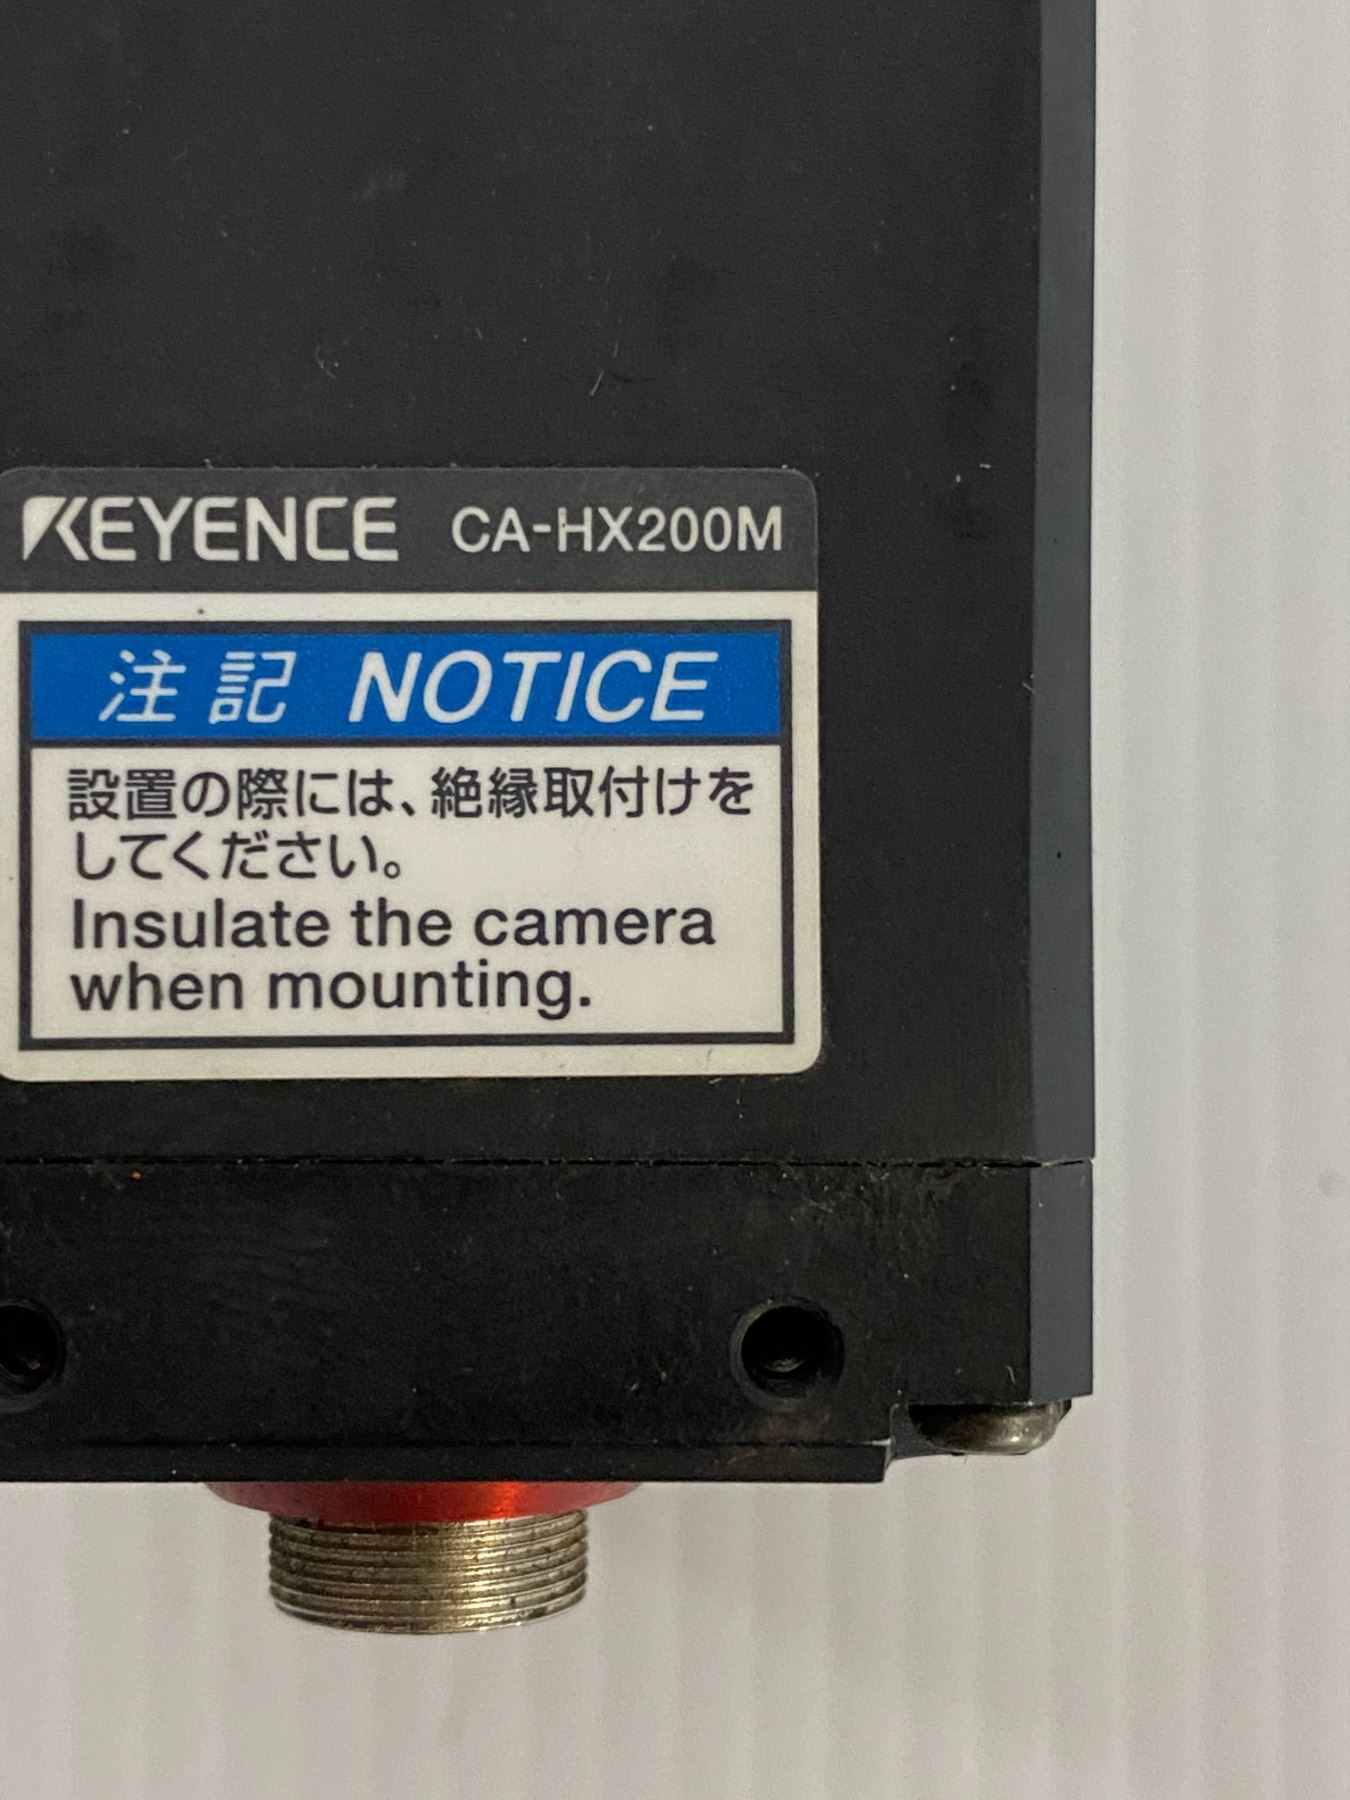 KEYENCE CA-HX200M
注記 NOTICE
設置の際には、絶縁取付けを
してください。
Insulate the camera
when mounting.